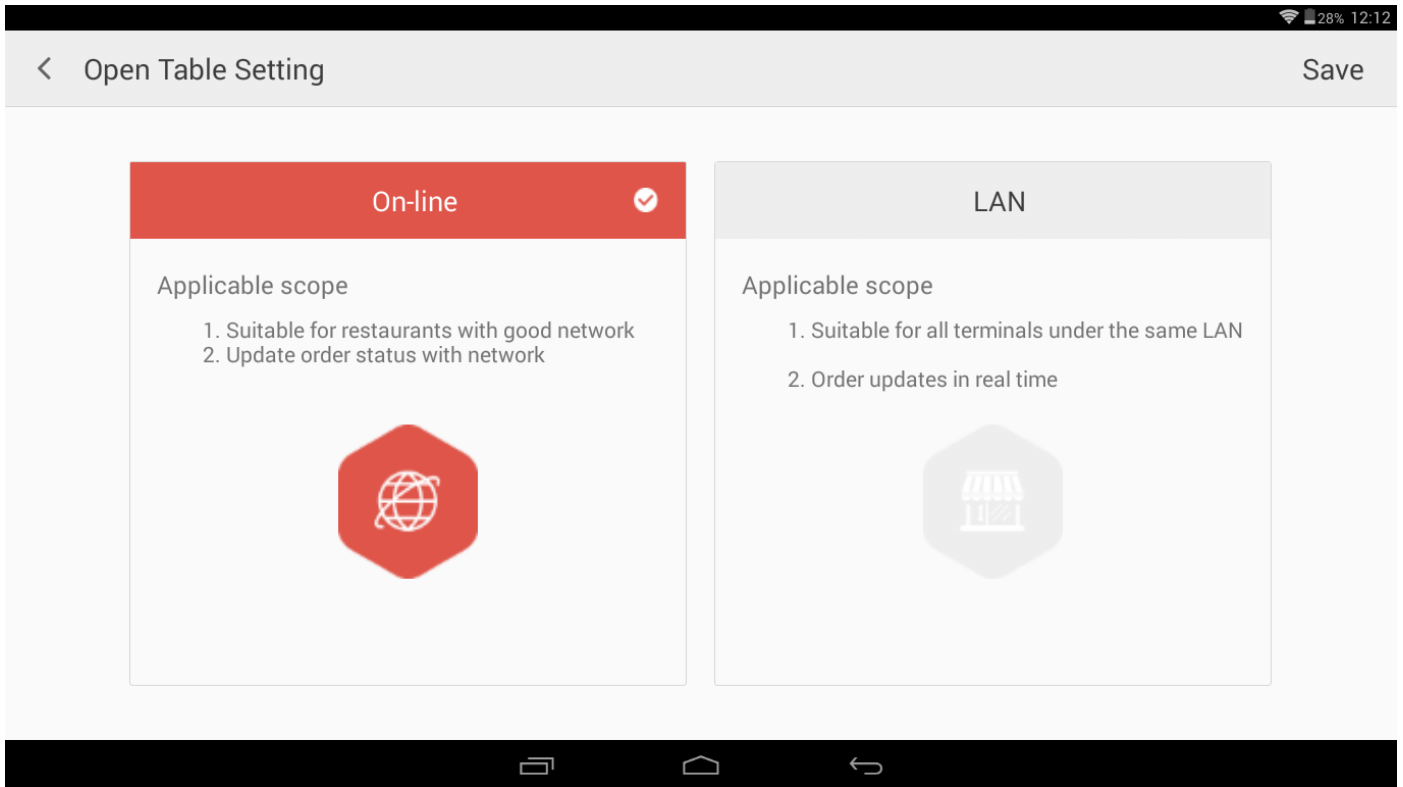 28% 12:12
Open Table Setting
Save
On-line
LAN
Applicable scope
1. Suitable for restaurants with good network
2. Update order status with network
Applicable scope
1. Suitable for all terminals under the same LAN
2. Order updates in real time